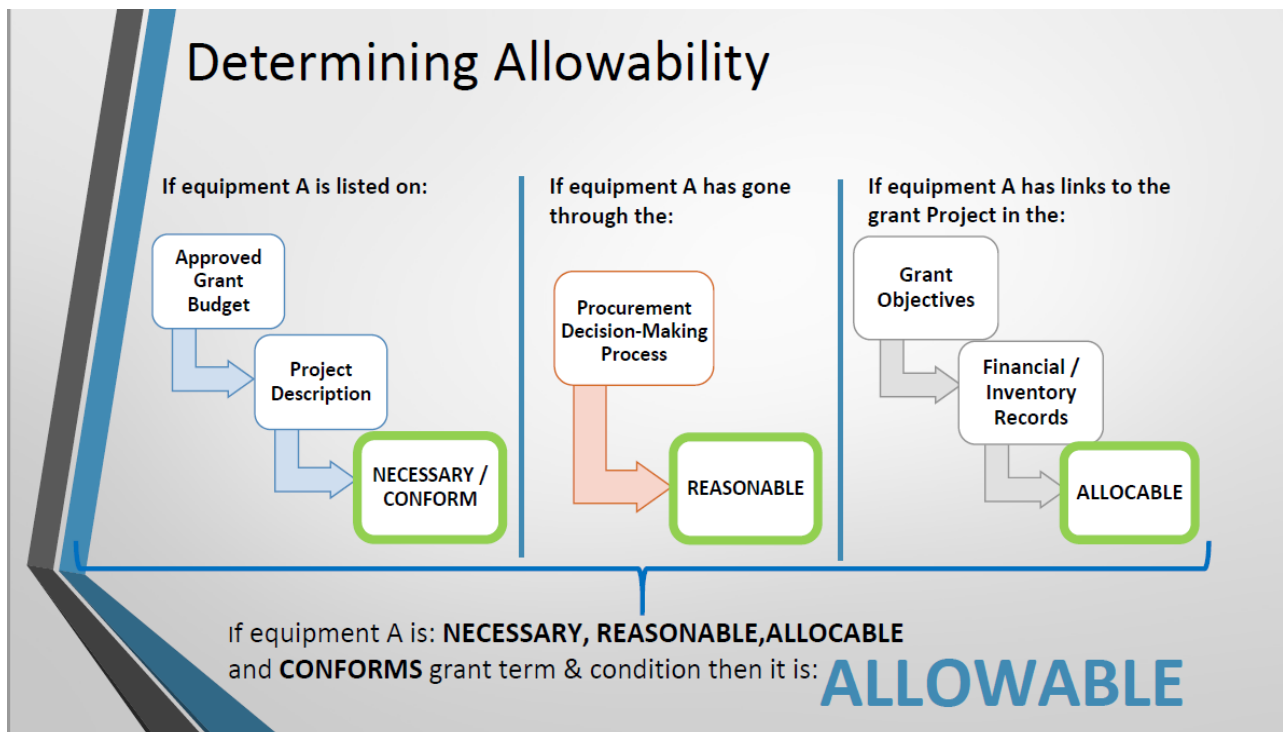 Determining Allowability
If equipment A is listed on:
Approved
Grant
Budget
Project
Description
NECESSARY /
CONFORM
If equipment A has gone
through the:
Procurement
Decision-Making
Process
REASONABLE
If equipment A has links to the
grant Project in the:
Grant
Objectives
Financial /
Inventory
Records
ALLOCABLE
If equipment A is: NECESSARY, REASONABLE,ALLOCABLE
and CONFORMS grant term & condition then it is: ALLOWABLE